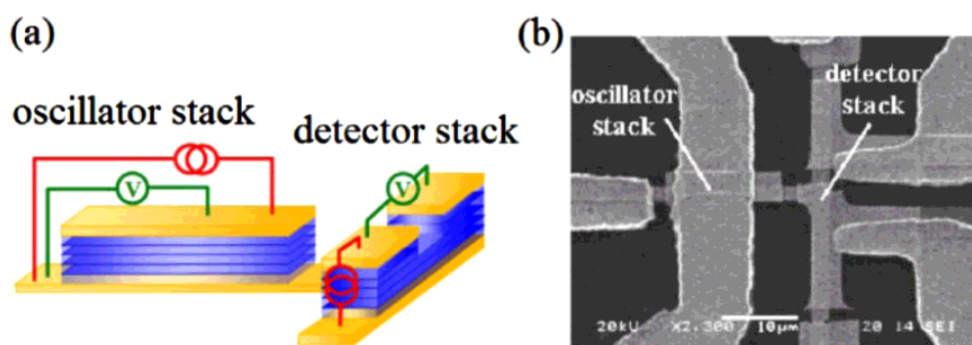 (a)
oscillator stack
detector stack
V
V
(b)
oscillator
stack
detector
stack
20kU X2,300 10μm 20 14 SEI